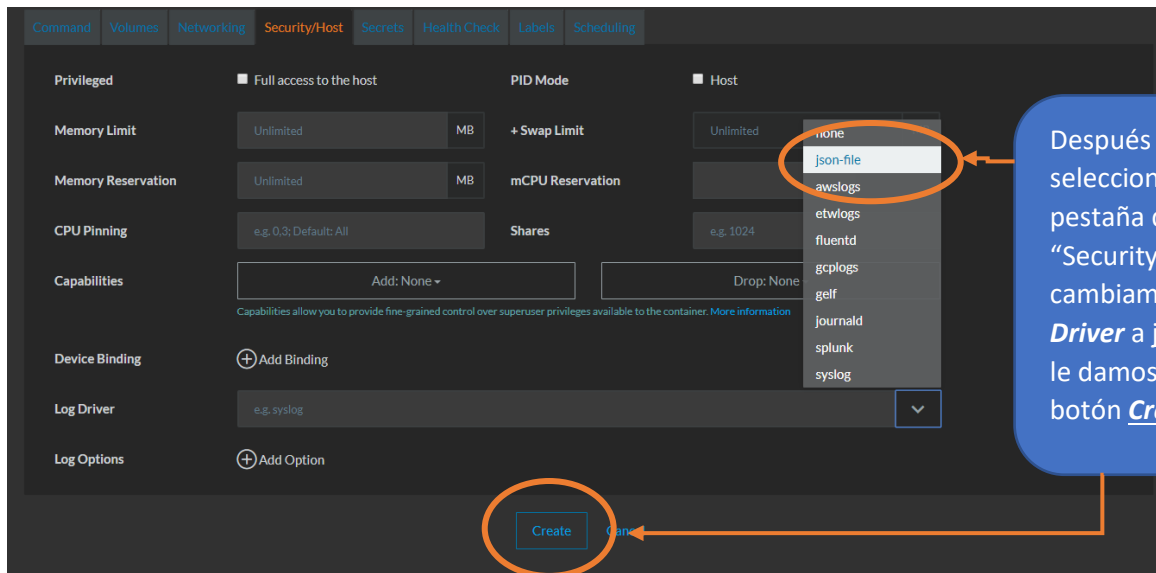 Command Volumes Networking Security/Host Secrets Health Check Labels Scheduling
Privileged Full access to the host PID Mode Host
Memory Limit Unlimited MB + Swap Limit Unlimited
none
json-file
awslogs
etwlogs
fluentd
gcplogs
gelf
journald
splunk
syslog
Memory Reservation Unlimited MB mCPU Reservation
CPU Pinning e.g. 0,3; Default: All Shares e.g. 1024
Capabilities Add: None Drop: None
Capabilities allow you to provide fine-grained control over superuser privileges available to the container. More information
Device Binding Add Binding
Log Driver e.g. syslog
Log Options Add Option
Create Cancel
Después
seleccion
pestaña
"Security
cambiam
Driver a
le damos
botón